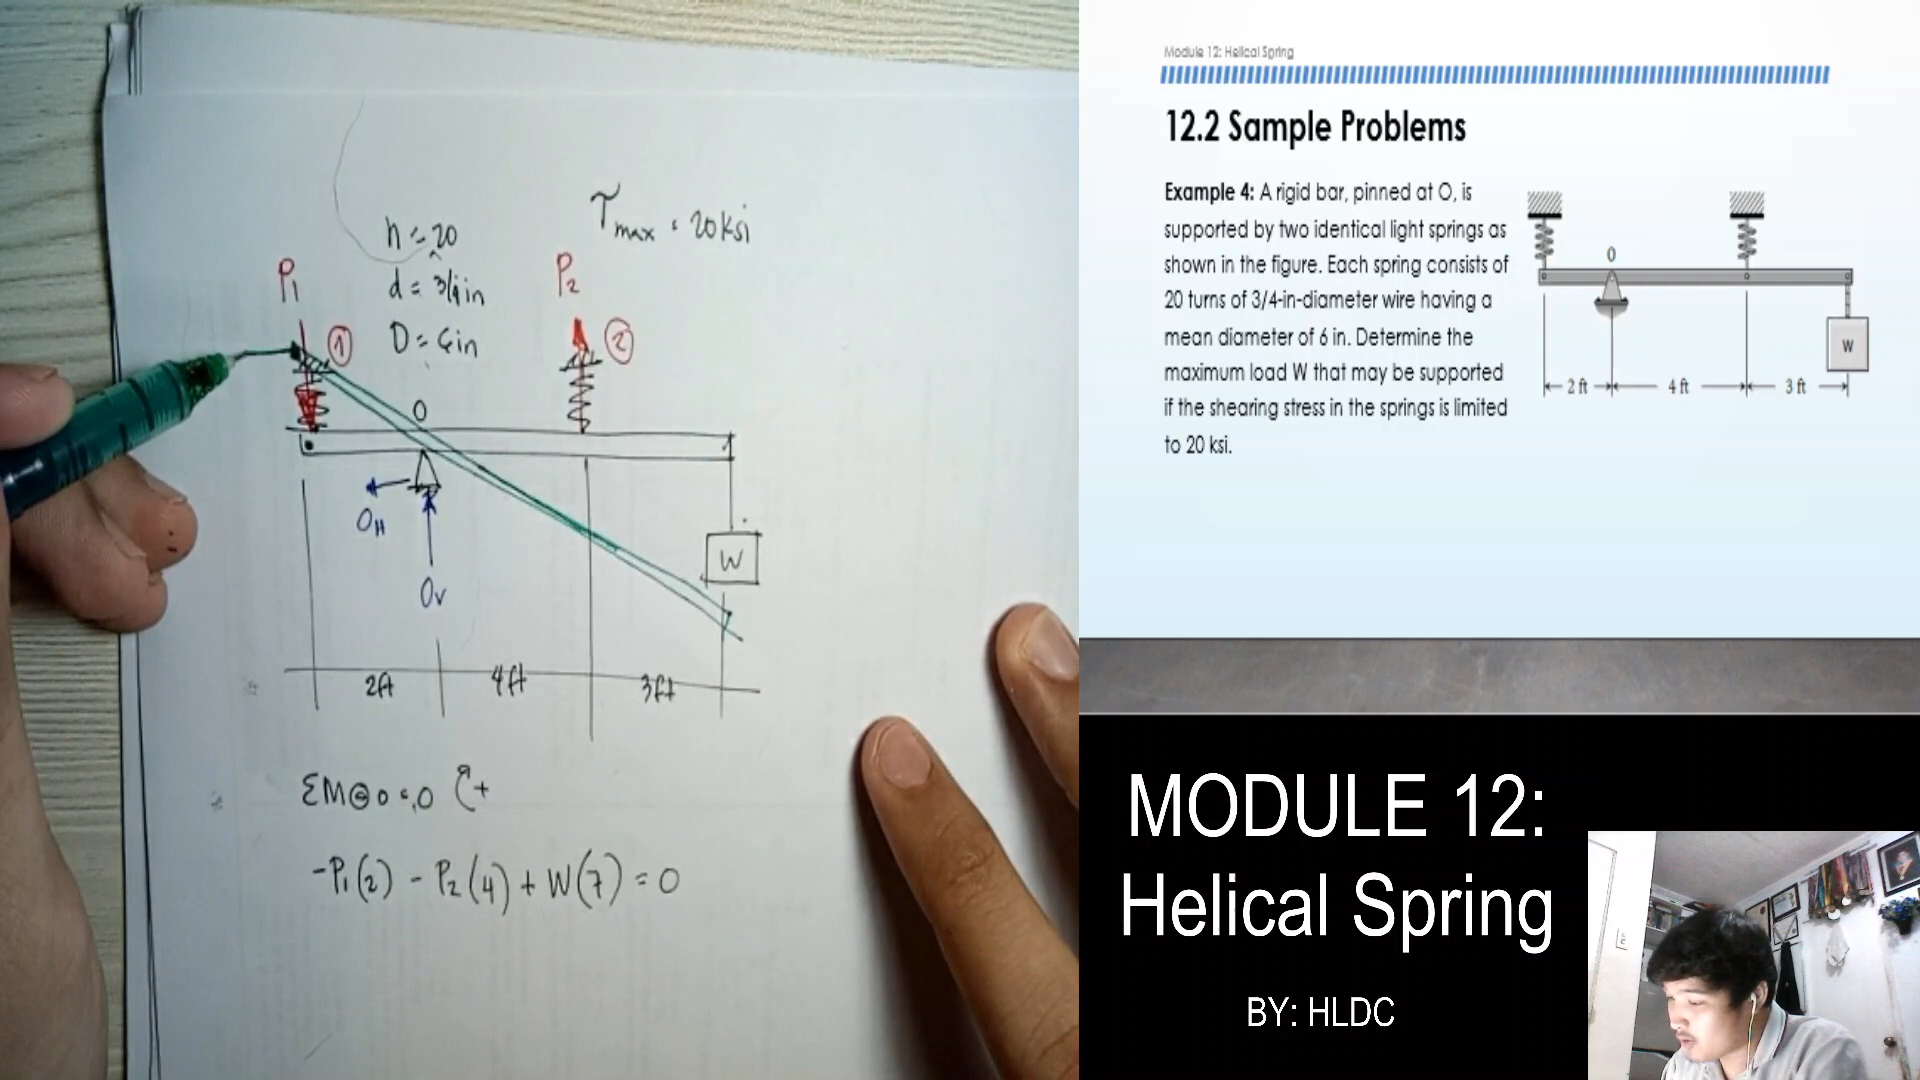 n = 20
d = 3/4 in
τmax = 20 ksi
P₁
P₂
1
2
O
OH
Ov
W
2ft
4ft
3ft
ΣM@O = 0 +
-P₁(2) - P₂(4) + W(7) = 0
Module 12: Helical Spring
12.2 Sample Problems
Example 4: A rigid bar, pinned at O, is
supported by two identical light springs as
shown in the figure. Each spring consists of
20 turns of 3/4-in-diameter wire having a
mean diameter of 6 in. Determine the
maximum load W that may be supported
if the shearing stress in the springs is limited
to 20 ksi.
O
W
2 ft
4 ft
3 ft
MODULE 12:
Helical Spring
BY: HLDC